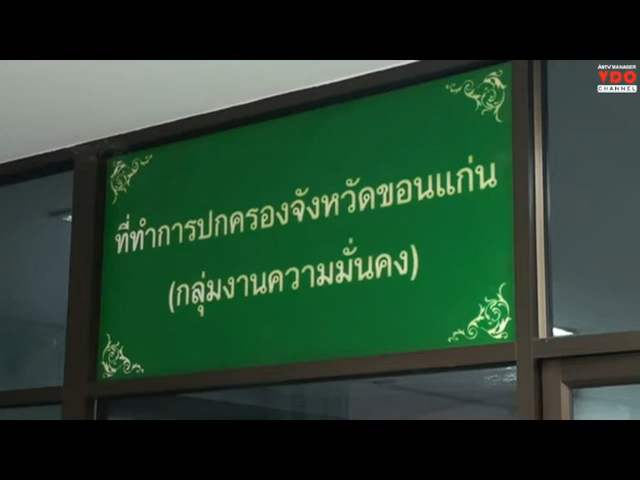 ASTV MANAGER
VDO
CHANNEL
ที่ทำการปกครองจังหวัดขอนแก่น
(กลุ่มงานความมั่นคง)